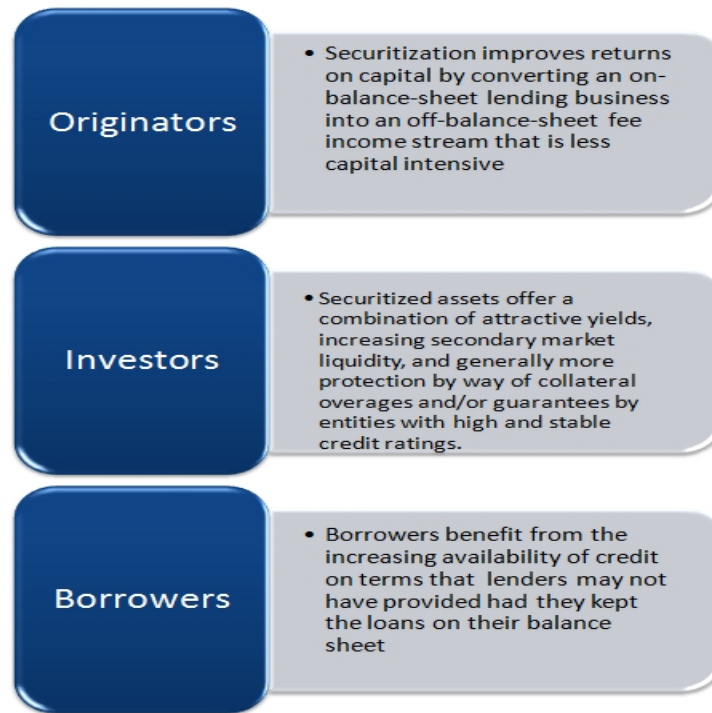 Originators
• Securitization improves returns
on capital by converting an on-
balance-sheet lending business
into an off-balance-sheet fee
income stream that is less
capital intensive
Investors
• Securitized assets offer a
combination of attractive yields,
increasing secondary market
liquidity, and generally more
protection by way of collateral
overages and/or guarantees by
entities with high and stable
credit ratings.
Borrowers
• Borrowers benefit from the
increasing availability of credit
on terms that lenders may not
have provided had they kept
the loans on their balance
sheet